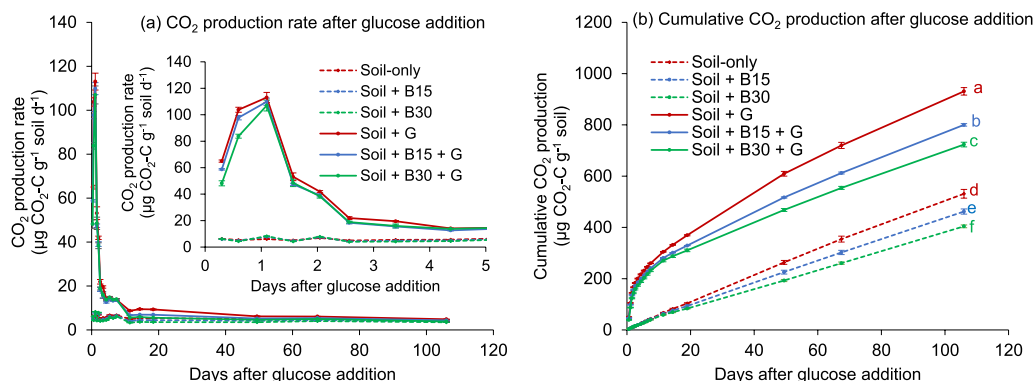 (a) CO₂ production rate after glucose addition
CO₂ production rate
(µg CO₂-C g⁻¹ soil d⁻¹)
140
120
100
80
60
40
20
0
0 20 40 60 80 100 120
Days after glucose addition
CO₂ production rate
(µg CO₂-C g⁻¹ soil d⁻¹)
140
120
100
80
60
40
20
0
0 1 2 3 4 5
Days after glucose addition
Soil-only
Soil + B15
Soil + B30
Soil + G
Soil + B15 + G
Soil + B30 + G
(b) Cumulative CO₂ production after glucose addition
Cumulative CO₂ production
(µg CO₂-C g⁻¹ soil)
1200
1000
800
600
400
200
0
0 20 40 60 80 100 120
Days after glucose addition
Soil-only
Soil + B15
Soil + B30
Soil + G
Soil + B15 + G
Soil + B30 + G
a
b
c
d
e
f